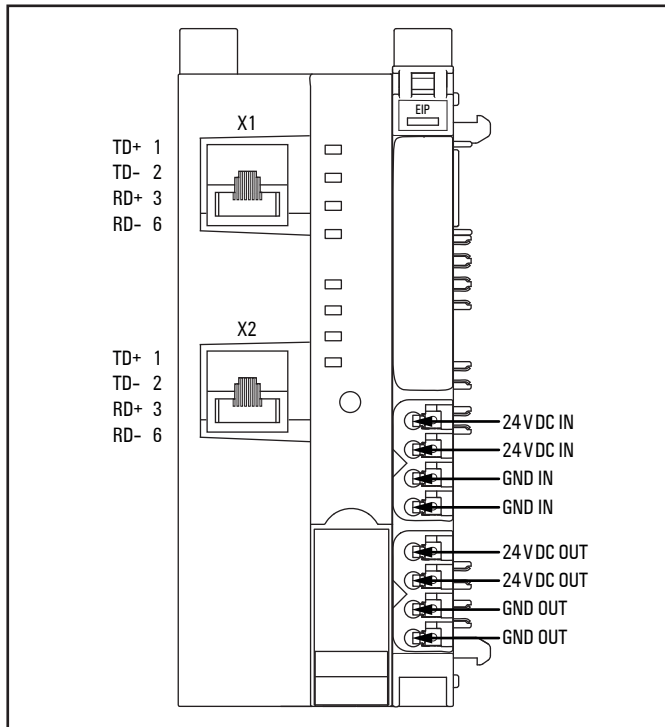 EIP
X1
TD+ 1
TD- 2
RD+ 3
RD- 6
X2
TD+ 1
TD- 2
RD+ 3
RD- 6
24 V DC IN
24 V DC IN
GND IN
GND IN
24 V DC OUT
24 V DC OUT
GND OUT
GND OUT